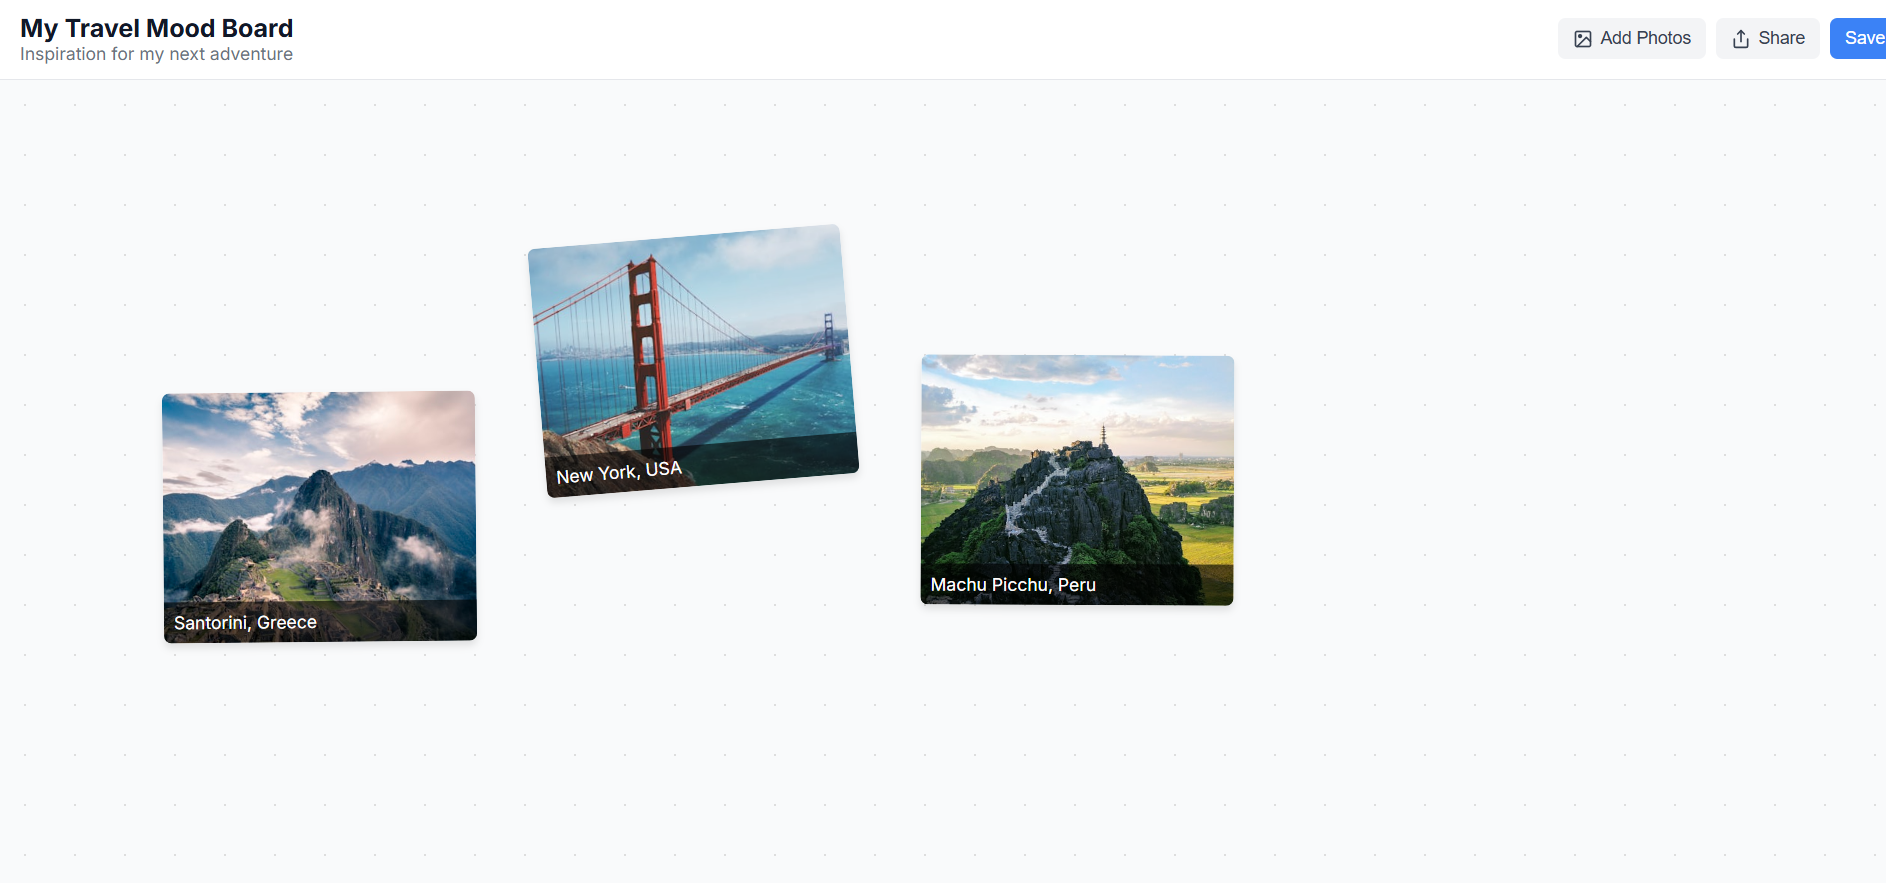 My Travel Mood Board
Inspiration for my next adventure
Add Photos
Share
Save
New York, USA
Machu Picchu, Peru
Santorini, Greece